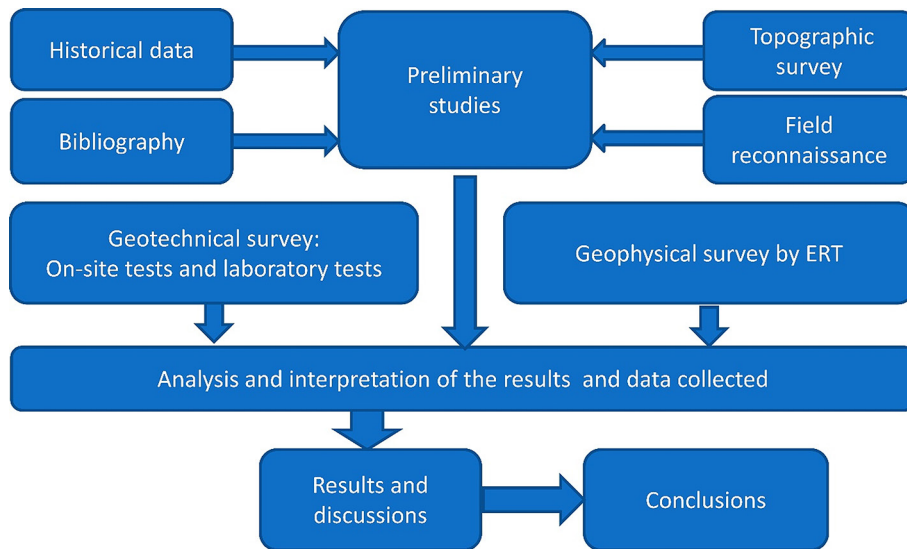 Historical data
Preliminary
studies
Topographic
survey
Bibliography
Field
reconnaissance
Geotechnical survey:
On-site tests and laboratory tests
Geophysical survey by ERT
Analysis and interpretation of the results and data collected
Results and
discussions
Conclusions